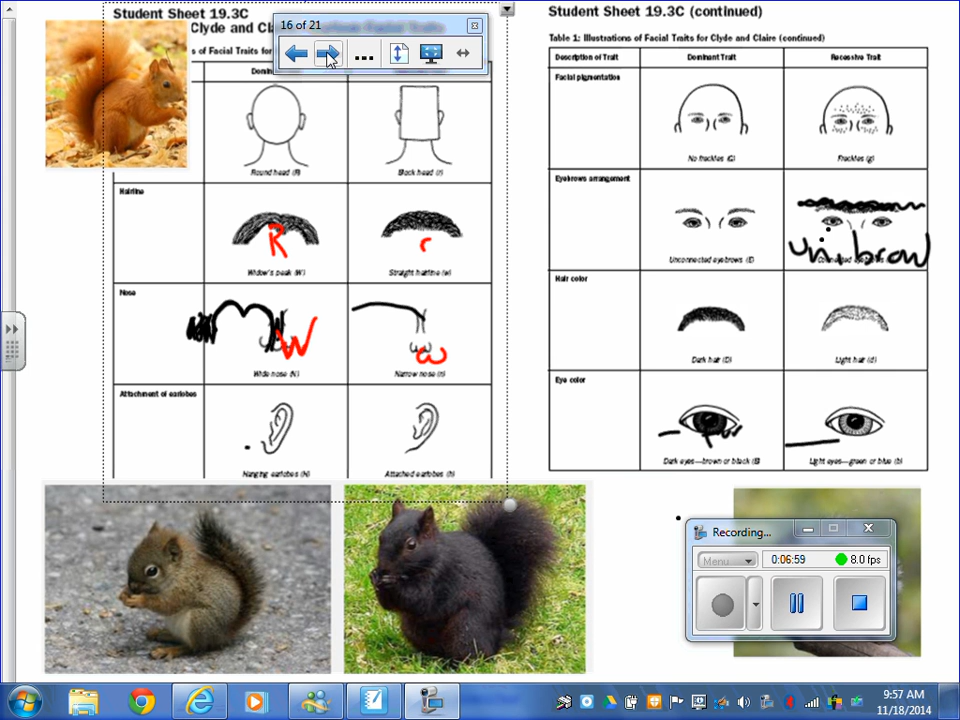 Student Sheet 19.3C
Clyde and Cla
16 of 21
s of Facial Traits for
Domin
Round head (R)
Block head (r)
Hairline
R
r
Widow's peak (W)
Straight hairline (w)
Nose
W
w
Wide nose (N)
Narrow nose (n)
Attachment of earlobes
Hanging earlobes (H)
Attached earlobes (h)
Student Sheet 19.3C (continued)
Table 1: Illustrations of Facial Traits for Clyde and Claire (continued)
Description of Trait
Dominant Trait
Recessive Trait
Facial pigmentation
No freckles (G)
Freckles (g)
Eyebrows arrangement
Unconnected eyebrows (E)
uni brow
Hair color
Dark hair (D)
Light hair (d)
Eye color
Dark eyes—brown or black (B)
Light eyes—green or blue (b)
Recording...
Menu
0:06:59
8.0 fps
9:57 AM
11/18/2014